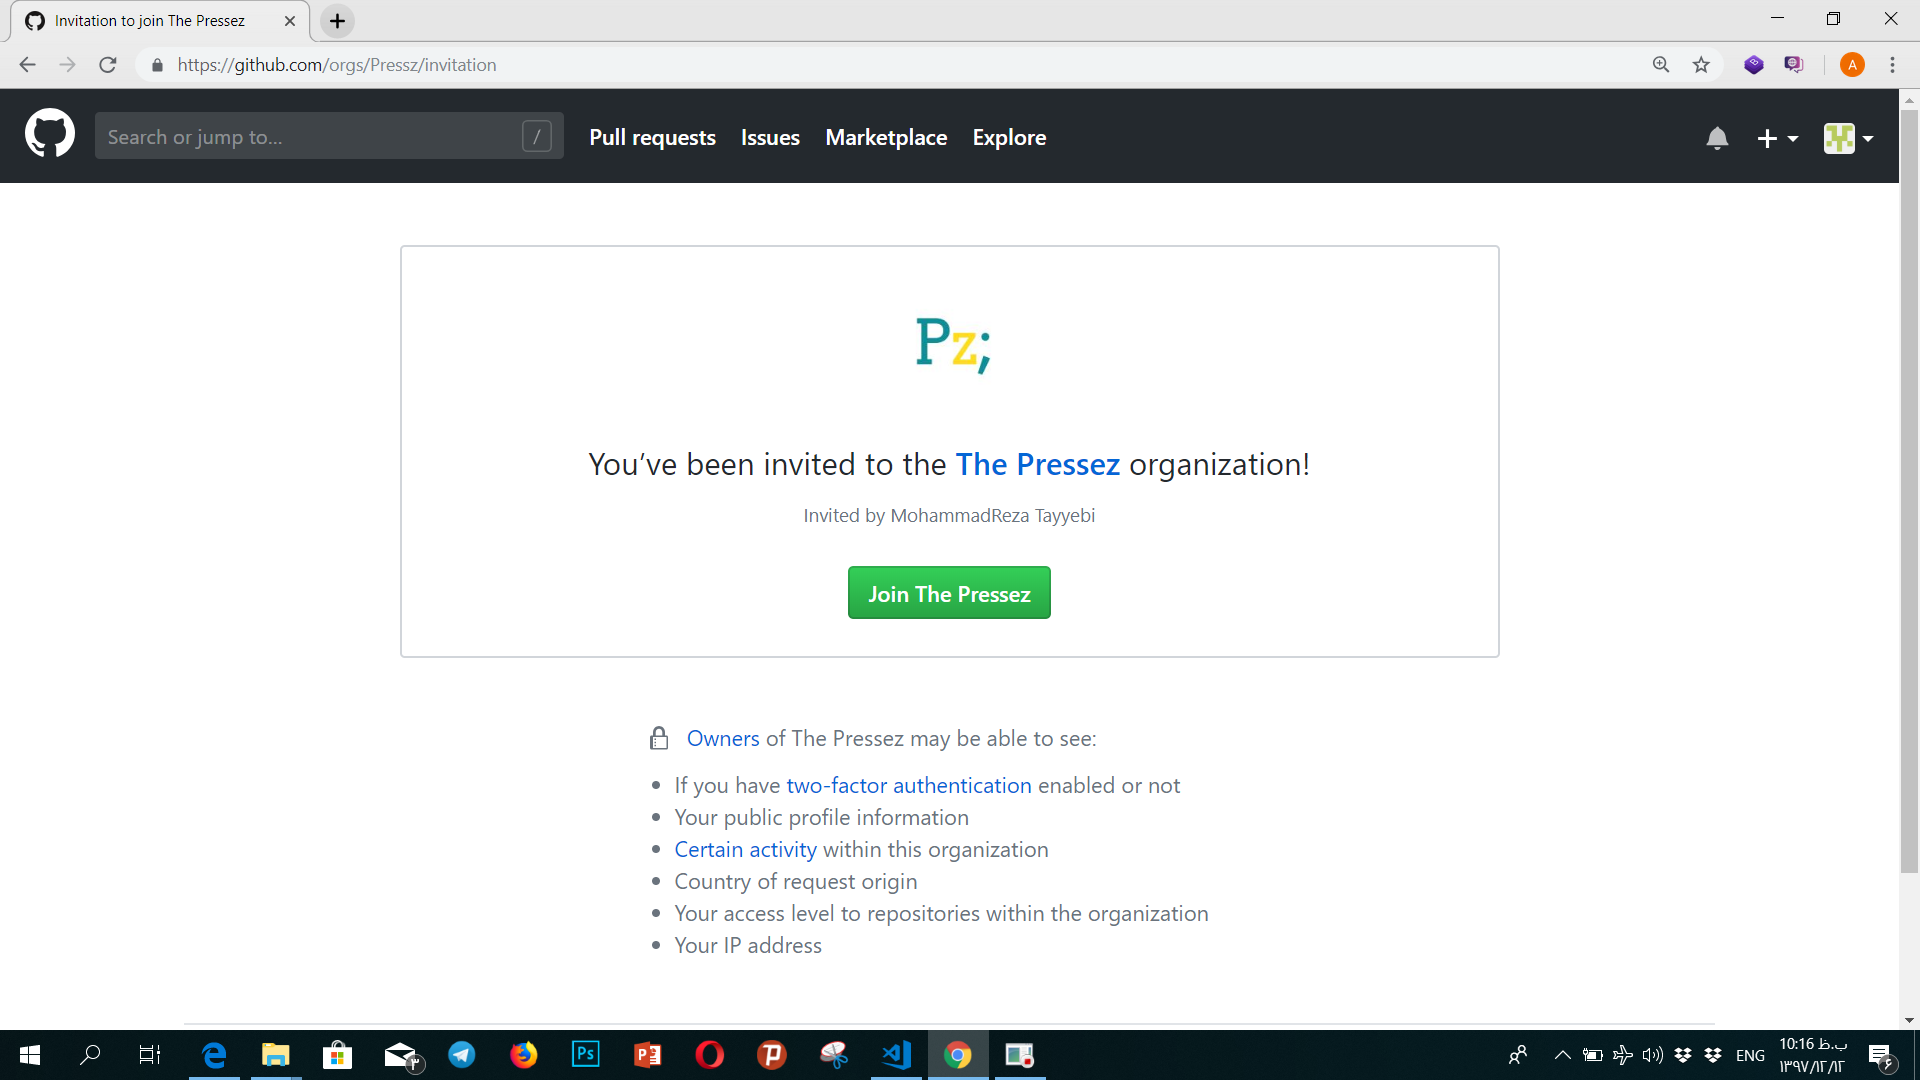 Invitation to join The Pressez
https://github.com/orgs/Pressz/invitation
A
Search or jump to...
/
Pull requests
Issues
Marketplace
Explore
Pz;
You’ve been invited to the The Pressez organization!
Invited by MohammadReza Tayyebi
Join The Pressez
Owners of The Pressez may be able to see:
If you have two-factor authentication enabled or not
Your public profile information
Certain activity within this organization
Country of request origin
Your access level to repositories within the organization
Your IP address
۳
Ps
ENG
10:16 ب.ظ
۱۳۹۷/۱۲/۱۲
۶